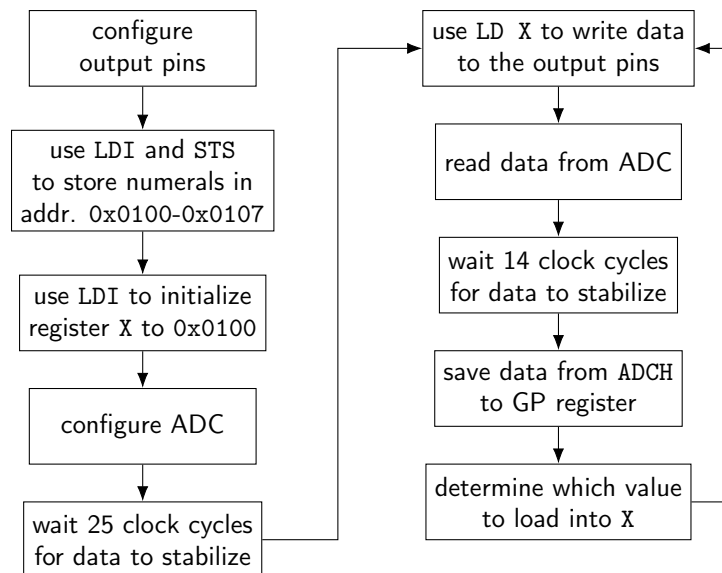 configure
output pins
use LDI and STS
to store numerals in
addr. 0x0100-0x0107
use LDI to initialize
register X to 0x0100
configure ADC
wait 25 clock cycles
for data to stabilize
use LD X to write data
to the output pins
read data from ADC
wait 14 clock cycles
for data to stabilize
save data from ADCH
to GP register
determine which value
to load into X